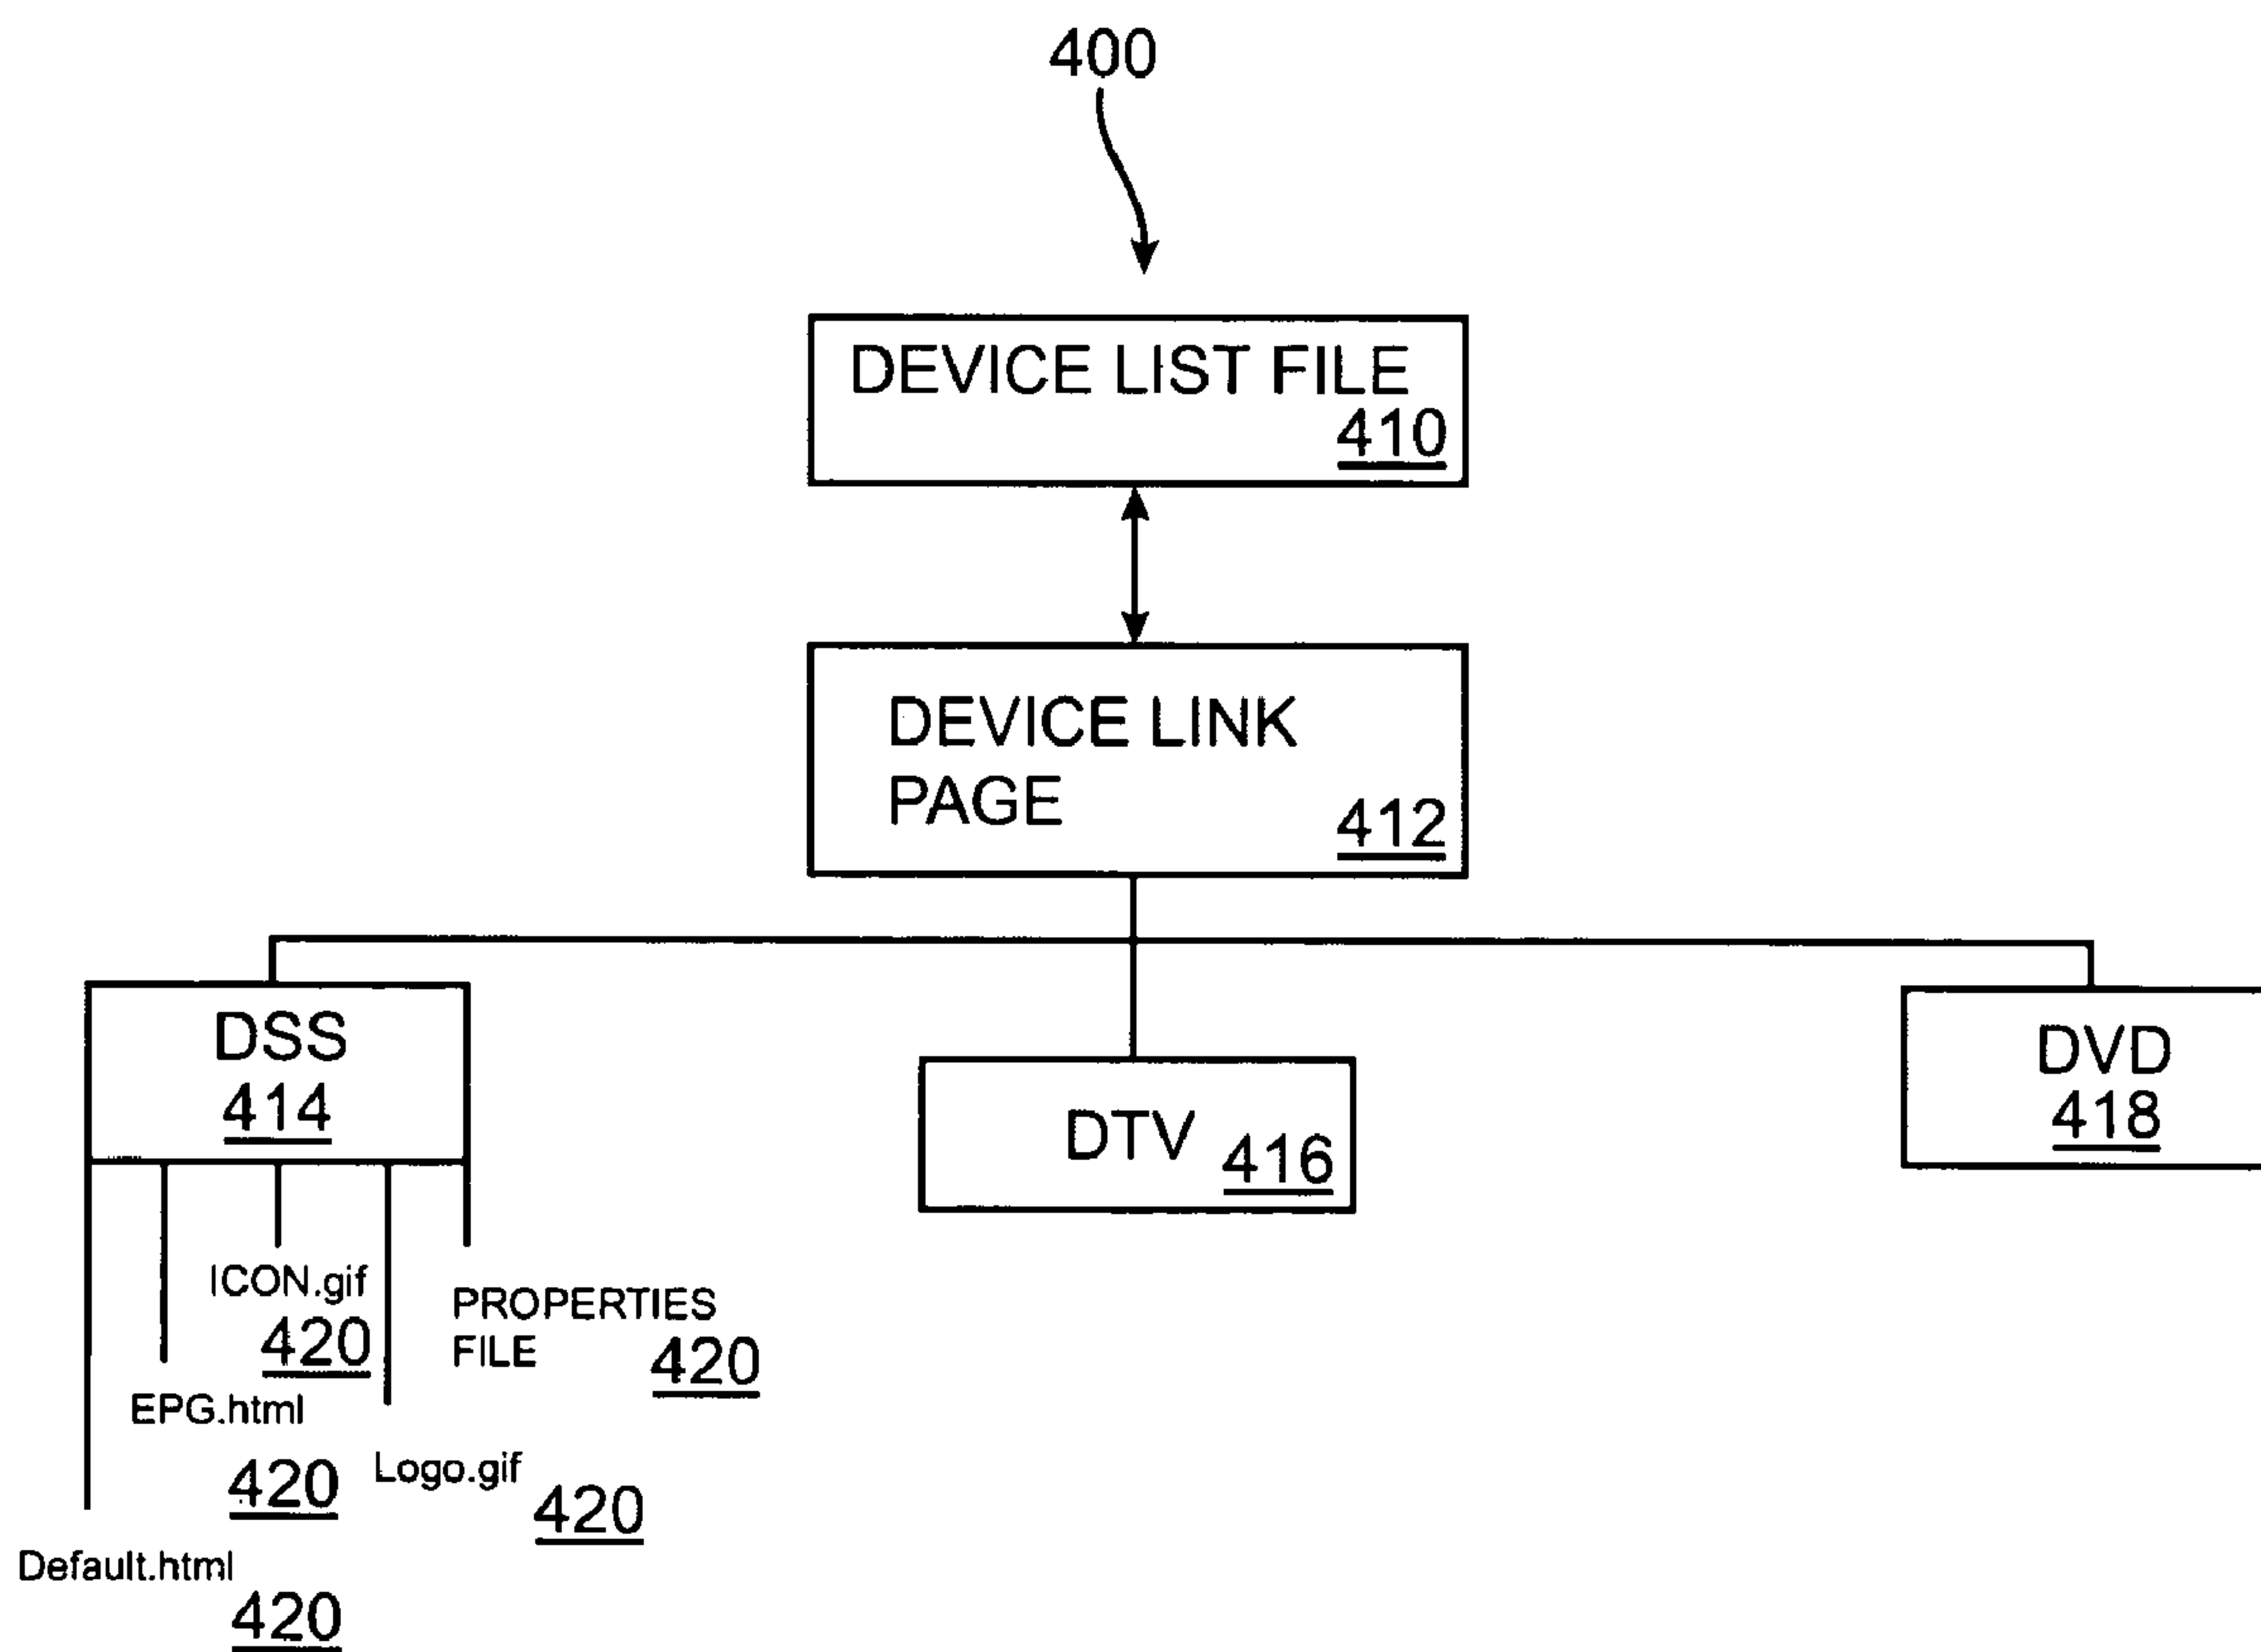 400
DEVICE LIST FILE
410
DEVICE LINK
PAGE
412
DSS
414
DTV 416
DVD
418
ICON.gif
420
PROPERTIES
FILE
420
EPG.html
420
Logo.gif
420
Default.html
420